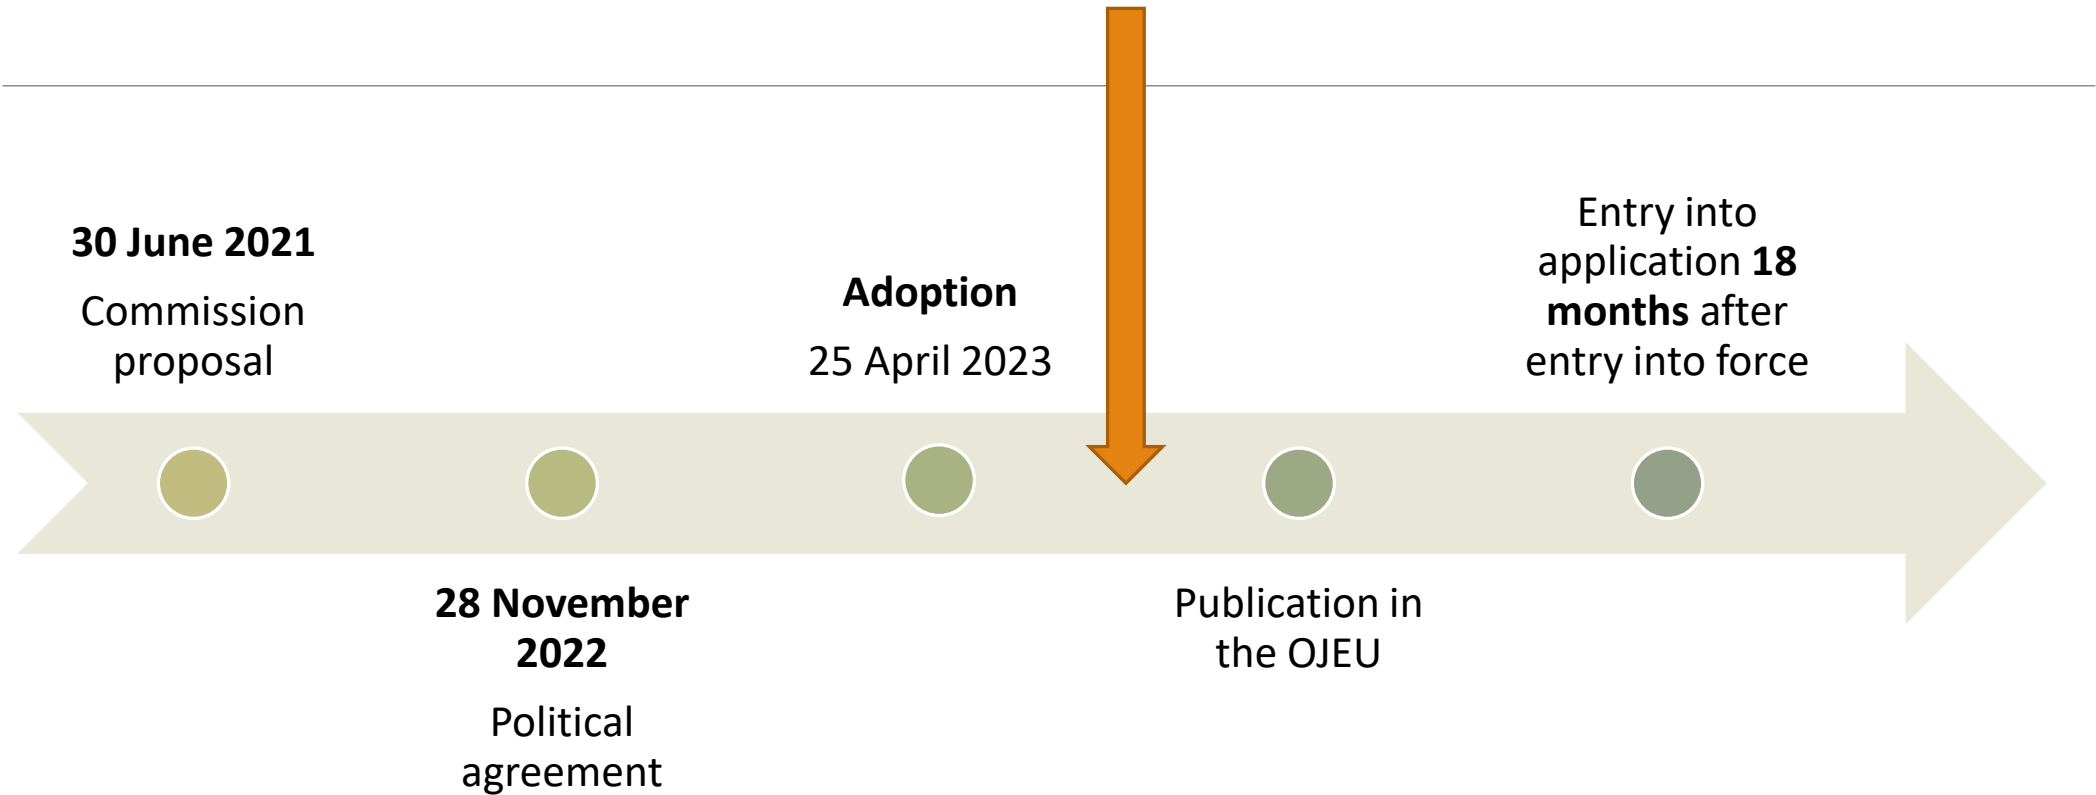 30 June 2021
Commission
proposal
28 November
2022
Political
agreement
Adoption
25 April 2023
Publication in
the OJEU
Entry into
application 18
months after
entry into force